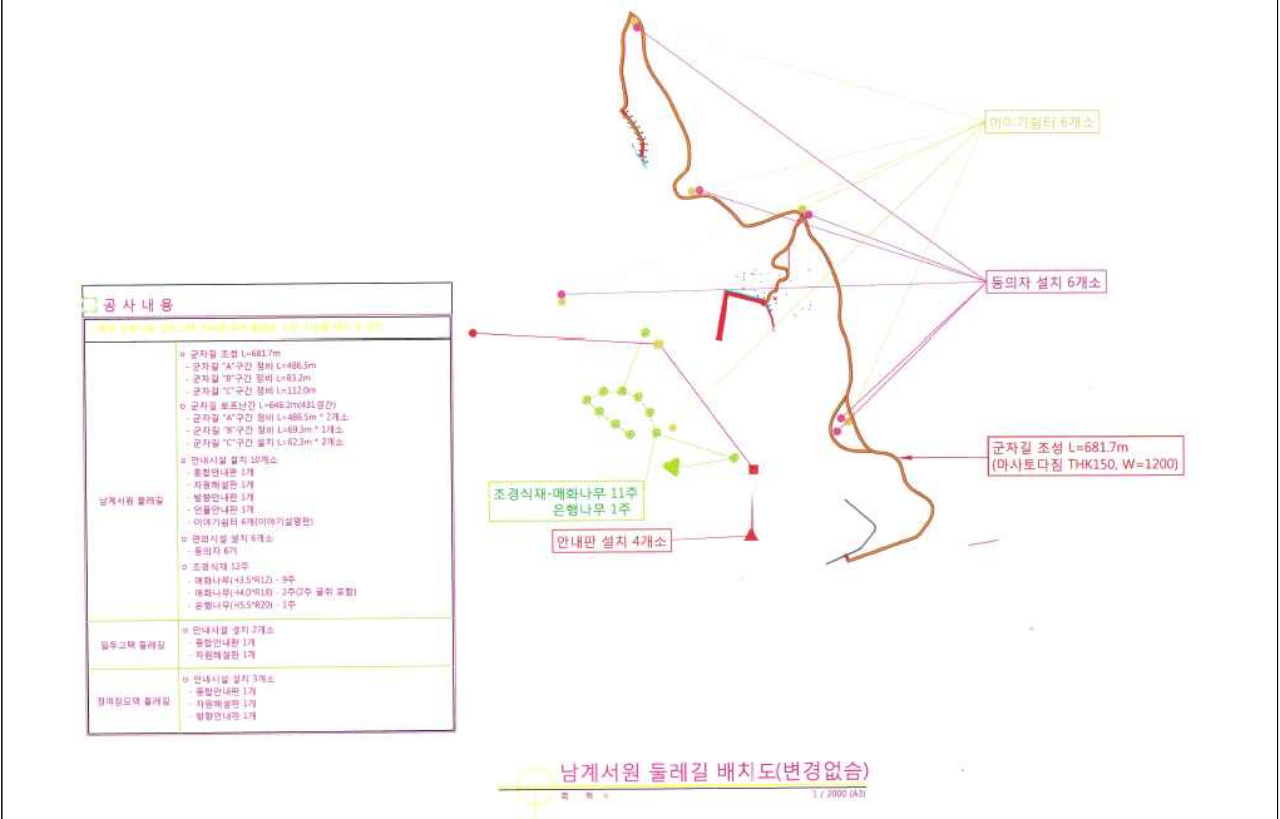 이야기쉼터 6개소
등의자 설치 6개소
군자길 조성 L=681.7m
(마사토다짐 THK150, W=1200)
조경식재-매화나무 11주
은행나무 1주
안내판 설치 4개소
공 사 내 용
남계서원 둘레길
o 군자길 조성 L=681.7m
- 군자길 "A"구간 정비 L=486.5m
- 군자길 "B"구간 정비 L=83.2m
- 군자길 "C"구간 정비 L=112.0m
o 군자길 로프난간 L=646.2m(431경간)
- 군자길 "A"구간 정비 L=486.5m * 2개소
- 군자길 "B"구간 정비 L=69.3m * 1개소
- 군자길 "C"구간 설치 L=62.3m * 2개소
o 안내시설 설치 10개소
- 종합안내판 1개
- 자원해설판 1개
- 방향안내판 1개
- 인물안내판 1개
- 이야기쉼터 6개(이야기설명판)
o 편의시설 설치 6개소
- 등의자 6기
o 조경식재 12주
- 매화나무(H3.5*R12) - 9주
- 매화나무(H4.0*R18) - 2주(2주 굴취 포함)
- 은행나무(H5.5*R20) - 1주
일두고택 둘레길
o 안내시설 설치 2개소
- 종합안내판 1개
- 자원해설판 1개
둘레길
o 안내시설 설치 3개소
- 종합안내판 1개
- 자원해설판 1개
- 방향안내판 1개
남계서원 둘레길 배치도(변경없슴)
축 척
1 / 2000 (A3)